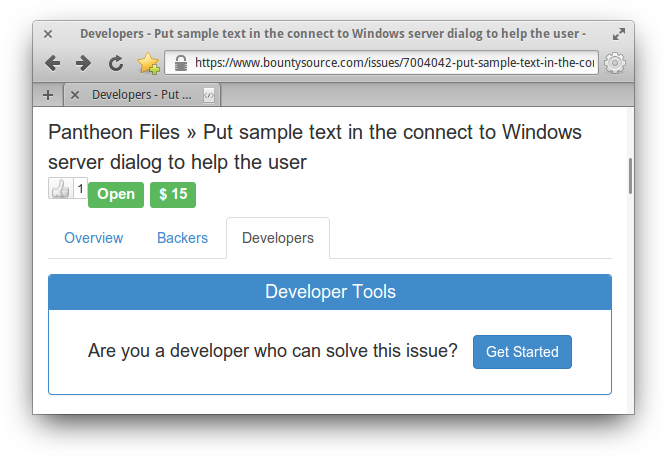 Developers - Put sample text in the connect to Windows server dialog to help the user -
https://www.bountysource.com/issues/7004042-put-sample-text-in-the-co
Developers - Put ...
Pantheon Files » Put sample text in the connect to Windows
server dialog to help the user
1 Open $ 15
Overview Backers Developers
Developer Tools
Are you a developer who can solve this issue? Get Started